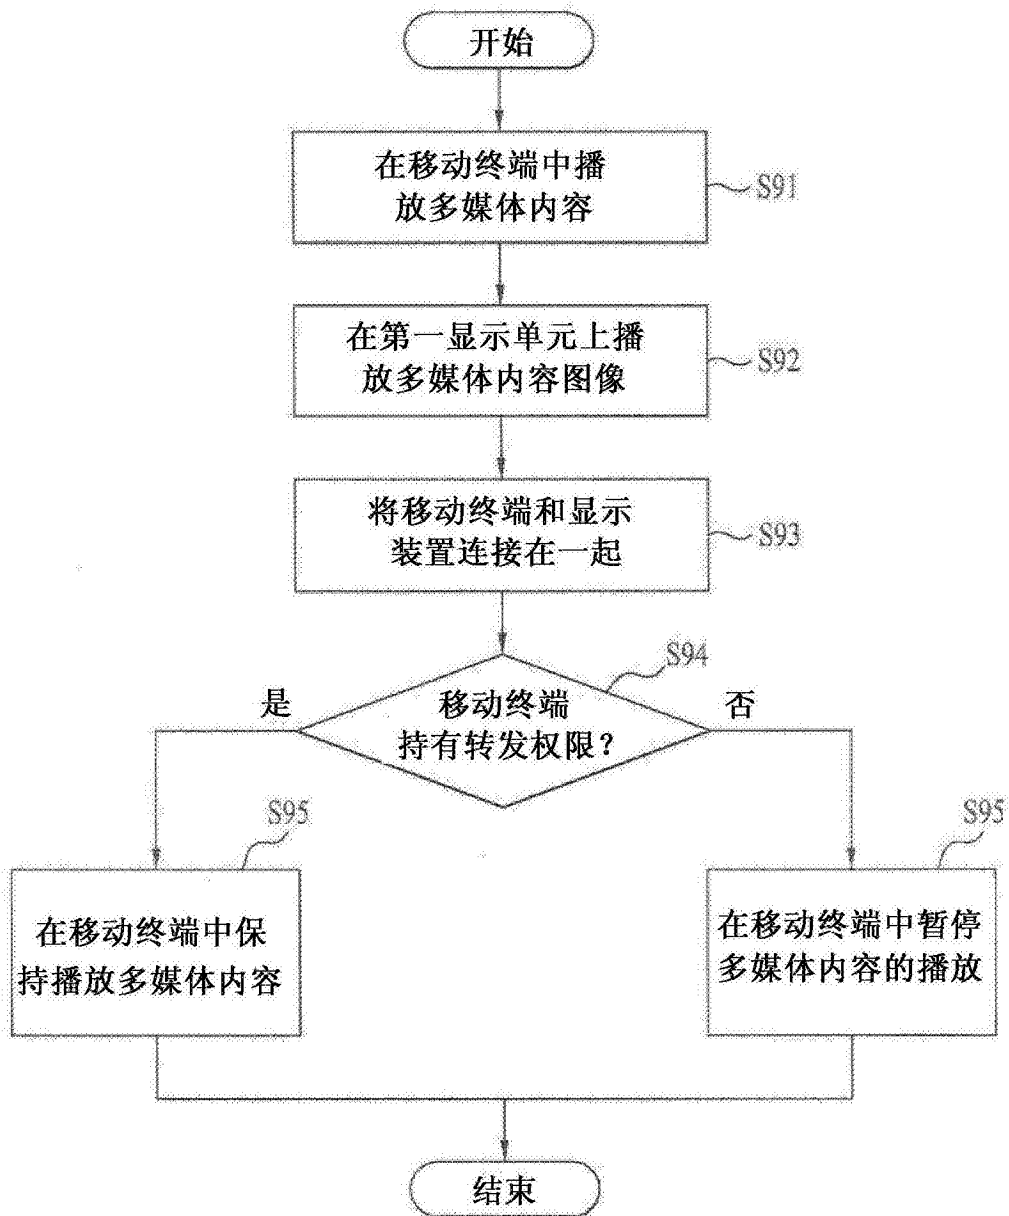 开始
在移动终端中播
放多媒体内容
S91
在第一显示单元上播
放多媒体内容图像
S92
将移动终端和显示
装置连接在一起
S93
S94
是
移动终端
持有转发权限？
否
S95
在移动终端中保
持播放多媒体内容
S95
在移动终端中暂停
多媒体内容的播放
结束